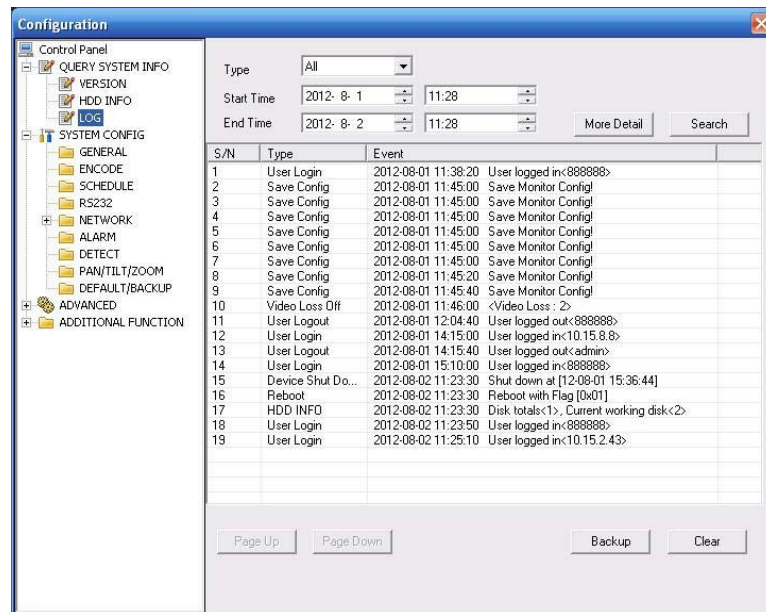 Configuration
Control Panel
QUERY SYSTEM INFO
VERSION
HDD INFO
LOG
SYSTEM CONFIG
GENERAL
ENCODE
SCHEDULE
RS232
NETWORK
ALARM
DETECT
PAN/TILT/ZOOM
DEFAULT/BACKUP
ADVANCED
ADDITIONAL FUNCTION
Type All
Start Time 2012- 8- 1 11:28
End Time 2012- 8- 2 11:28 More Detail Search
S/N Type Event
1 User Login 2012-08-01 11:38:20 User logged in<888888>
2 Save Config 2012-08-01 11:45:00 Save Monitor Config!
3 Save Config 2012-08-01 11:45:00 Save Monitor Config!
4 Save Config 2012-08-01 11:45:00 Save Monitor Config!
5 Save Config 2012-08-01 11:45:00 Save Monitor Config!
6 Save Config 2012-08-01 11:45:00 Save Monitor Config!
7 Save Config 2012-08-01 11:45:00 Save Monitor Config!
8 Save Config 2012-08-01 11:45:20 Save Monitor Config!
9 Save Config 2012-08-01 11:45:40 Save Monitor Config!
10 Video Loss Off 2012-08-01 11:46:00 <Video Loss : 2>
11 User Logout 2012-08-01 12:04:40 User logged out<888888>
12 User Login 2012-08-01 14:15:00 User logged in<10.15.8.8>
13 User Logout 2012-08-01 14:15:40 User logged out<admin>
14 User Login 2012-08-01 15:10:00 User logged in<888888>
15 Device Shut Do... 2012-08-02 11:23:30 Shut down at [12-08-01 15:36:44]
16 Reboot 2012-08-02 11:23:30 Reboot with Flag [0x01]
17 HDD INFO 2012-08-02 11:23:30 Disk totals<1>, Current working disk<2>
18 User Login 2012-08-02 11:23:50 User logged in<888888>
19 User Login 2012-08-02 11:25:10 User logged in<10.15.2.43>
Page Up Page Down Backup Clear